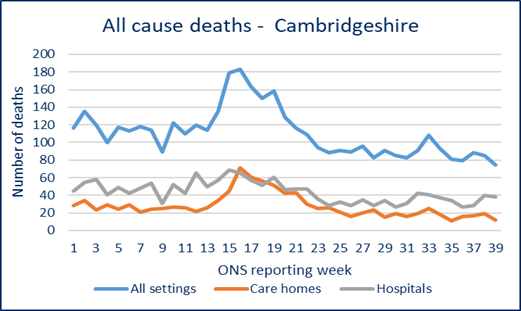 All cause deaths - Cambridgeshire
Number of deaths
200
180
160
140
120
100
80
60
40
20
0
1 3 5 7 9 11 13 15 17 19 21 23 25 27 29 31 33 35 37 39
ONS reporting week
All settings Care homes Hospitals